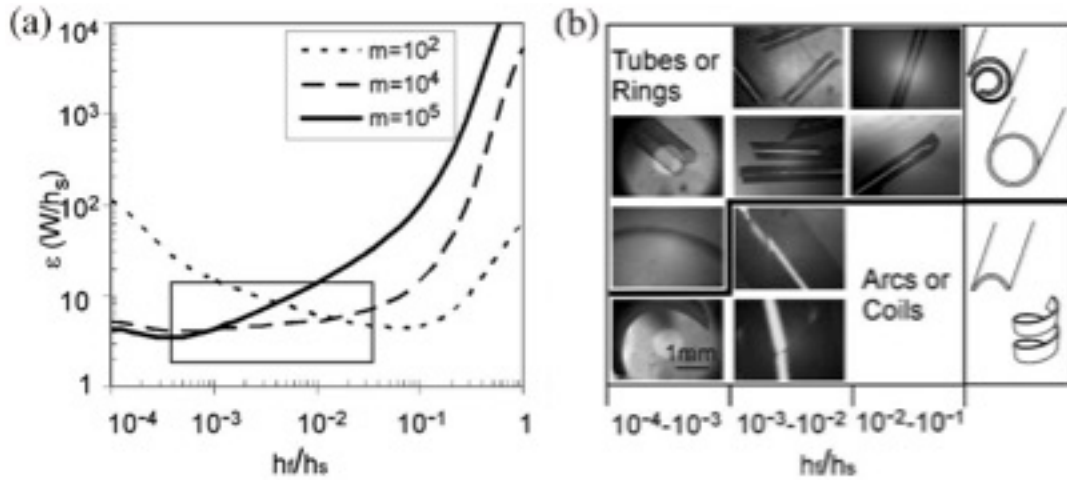 (a)
10⁴
10³
10²
10
1
ε (W/hₛ)
m=10²
m=10⁴
m=10⁵
10⁻⁴ 10⁻³ 10⁻² 10⁻¹ 1
h_f/hₛ
(b)
Tubes or
Rings
Arcs or
Coils
1mm
10⁻⁴-10⁻³ 10⁻³-10⁻² 10⁻²-10⁻¹
h_f/hₛ